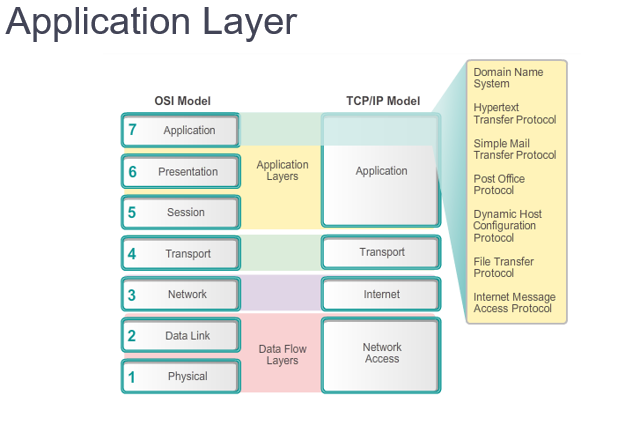 Application Layer
OSI Model
TCP/IP Model
7 Application
6 Presentation
5 Session
4 Transport
3 Network
2 Data Link
1 Physical
Application
Layers
Data Flow
Layers
Application
Transport
Internet
Network
Access
Domain Name
System
Hypertext
Transfer Protocol
Simple Mail
Transfer Protocol
Post Office
Protocol
Dynamic Host
Configuration
Protocol
File Transfer
Protocol
Internet Message
Access Protocol